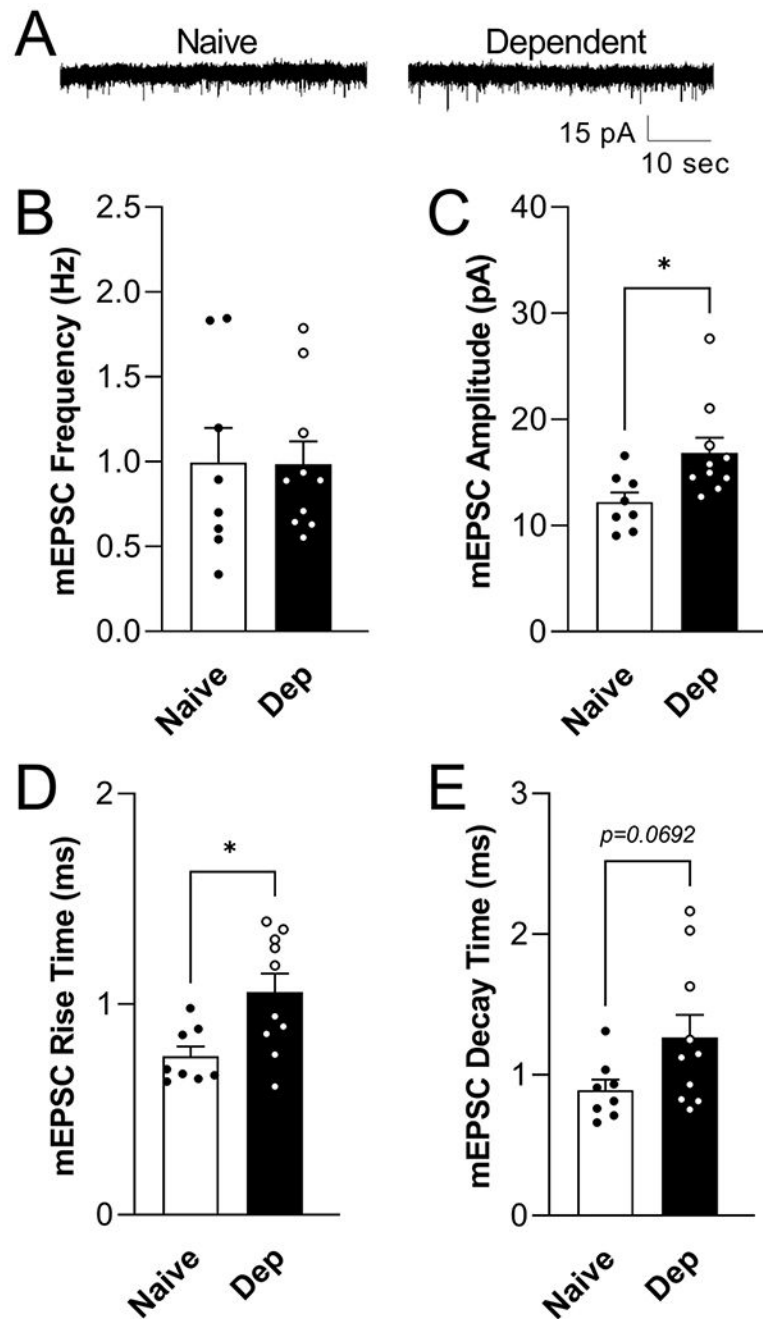 A
Naive
Dependent
15 pA
10 sec
B
mEPSC Frequency (Hz)
2.5
2.0
1.5
1.0
0.5
0.0
Naive
Dep
C
mEPSC Amplitude (pA)
40
30
20
10
0
*
Naive
Dep
D
mEPSC Rise Time (ms)
2
1
0
*
Naive
Dep
E
mEPSC Decay Time (ms)
3
2
1
0
p=0.0692
Naive
Dep